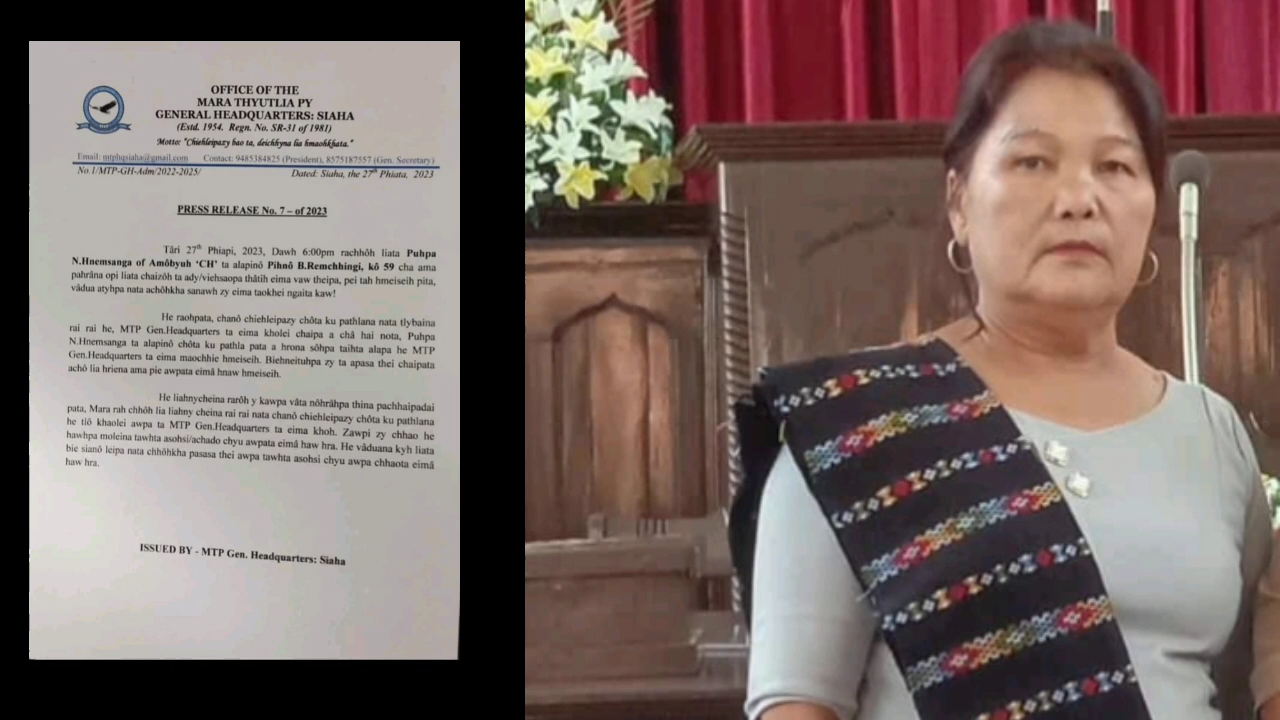 OFFICE OF THE
MARA THYUTLIA PY
GENERAL HEADQUARTERS: SIAHA
(Estd. 1954. Regn. No. SR-31 of 1981)
Motto: "Chiehleipazy bao ta, deichhyna lia hmaohkhata."
Email: mtphqsiaha@gmail.com Contact: 9485384825 (President), 8575187557 (Gen. Secretary)
No.1/MTP-GH-Adm/2022-2025/ Dated: Siaha, the 27th Phiata, 2023
PRESS RELEASE No. 7 – of 2023
Târi 27th Phiapi, 2023, Dawh 6:00pm rachhôh liata Puhpa
N.Hnemsanga of Amôbyuh ‘CH’ ta alapinô Pihnô B.Remchhingi, kô 59 cha ama
pahrâna opi liata chaizôh ta ady/viehsaopa thâtih eima vaw theipa, pei tah hmeiseih pita,
vâdua atyhpa nata achôhkha sanawh zy eima taokhei ngaita kaw!
He raohpata, chanô chiehleipazy chôta ku pathlana nata tlybaina
rai rai he, MTP Gen.Headquarters ta eima kholei chaipa a châ hai nota, Puhpa
N.Hnemsanga ta alapinô chôta ku pathla pata a hrona sôhpa taihta alapa he MTP
Gen.Headquarters ta eima maochhie hmeiseih. Biehneituhpa zy ta apasa thei chaipata
achô lia hriena ama pie awpata eimâ hnaw hmeiseih.
He liahnycheina rarôh y kawpa vâta nôhrâhpa thina pachhaipadai
pata, Mara rah chhôh lia liahny cheina rai rai nata chanô chiehleipazy chôta ku pathlana
he tlô khaolei awpa ta MTP Gen.Headquarters ta eima khoh. Zawpi zy chhao he
hawhpa moleina tawhta asohsi/achado chyu awpata eimâ haw hra. He vâduana kyh liata
bie sianô leipa nata chhôhkha pasasa thei awpa tawhta asohsi chyu awpa chhaota eimâ
haw hra.
ISSUED BY - MTP Gen. Headquarters: Siaha